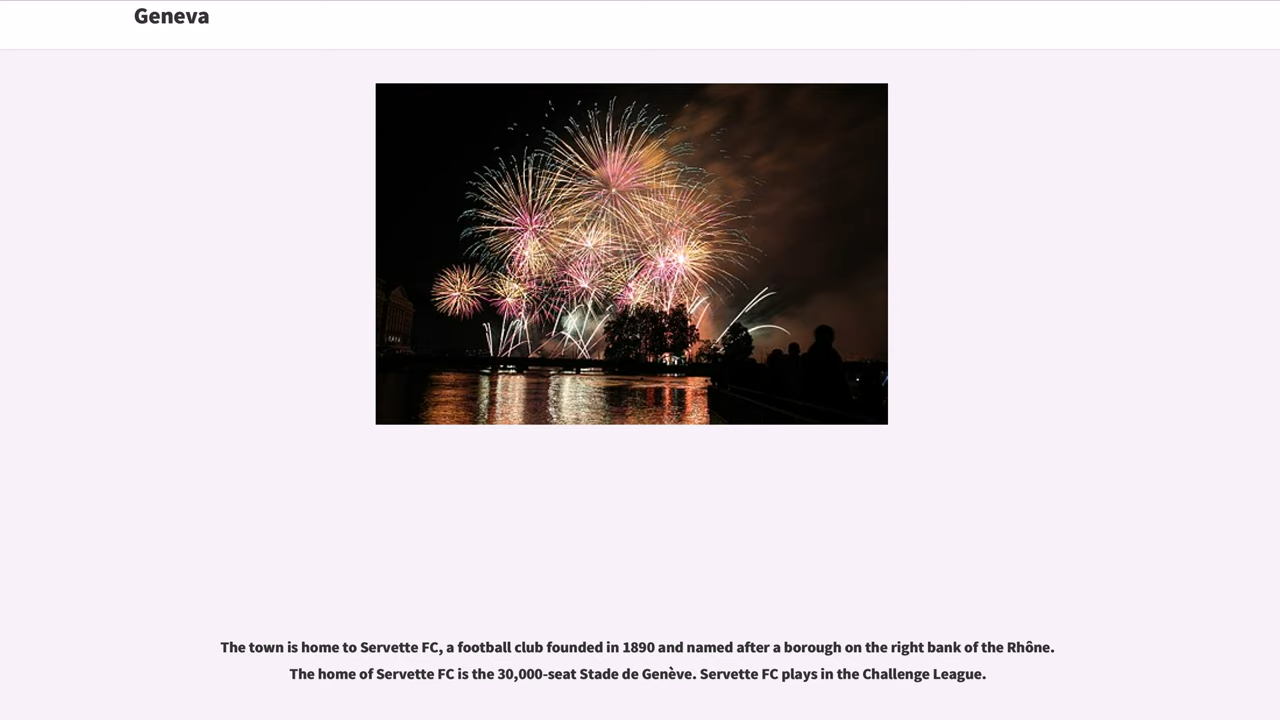 Geneva
The town is home to Servette FC, a football club founded in 1890 and named after a borough on the right bank of the Rhône.
The home of Servette FC is the 30,000-seat Stade de Genève. Servette FC plays in the Challenge League.